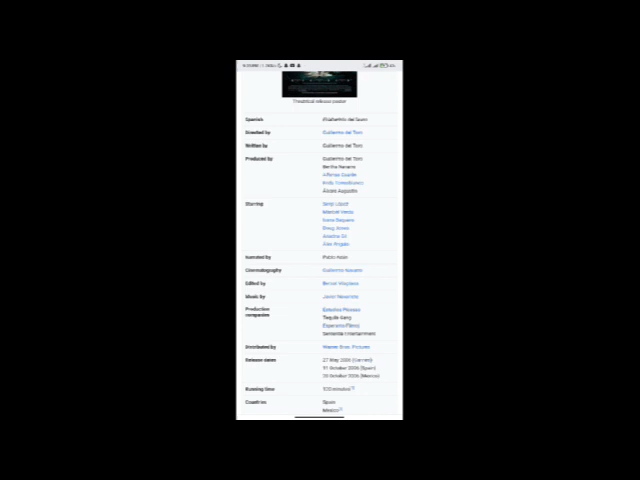 Theatrical release poster
Spanish El laberinto del fauno
Directed by Guillermo del Toro
Written by Guillermo del Toro
Produced by Guillermo del Toro
Bertha Navarro
Alfonso Cuarón
Frida Torresblanco
Álvaro Augustin
Starring Sergi López
Maribel Verdú
Ivana Baquero
Doug Jones
Ariadna Gil
Álex Angulo
Narrated by Pablo Adán
Cinematography Guillermo Navarro
Edited by Bernat Vilaplana
Music by Javier Navarrete
Production
companies
Estudios Picasso
Tequila Gang
Esperanto Filmoj
Sententia Entertainment
Distributed by Warner Bros. Pictures
Release dates 27 May 2006 (Cannes)
11 October 2006 (Spain)
20 October 2006 (Mexico)
Running time
Countries Spain
Mexico